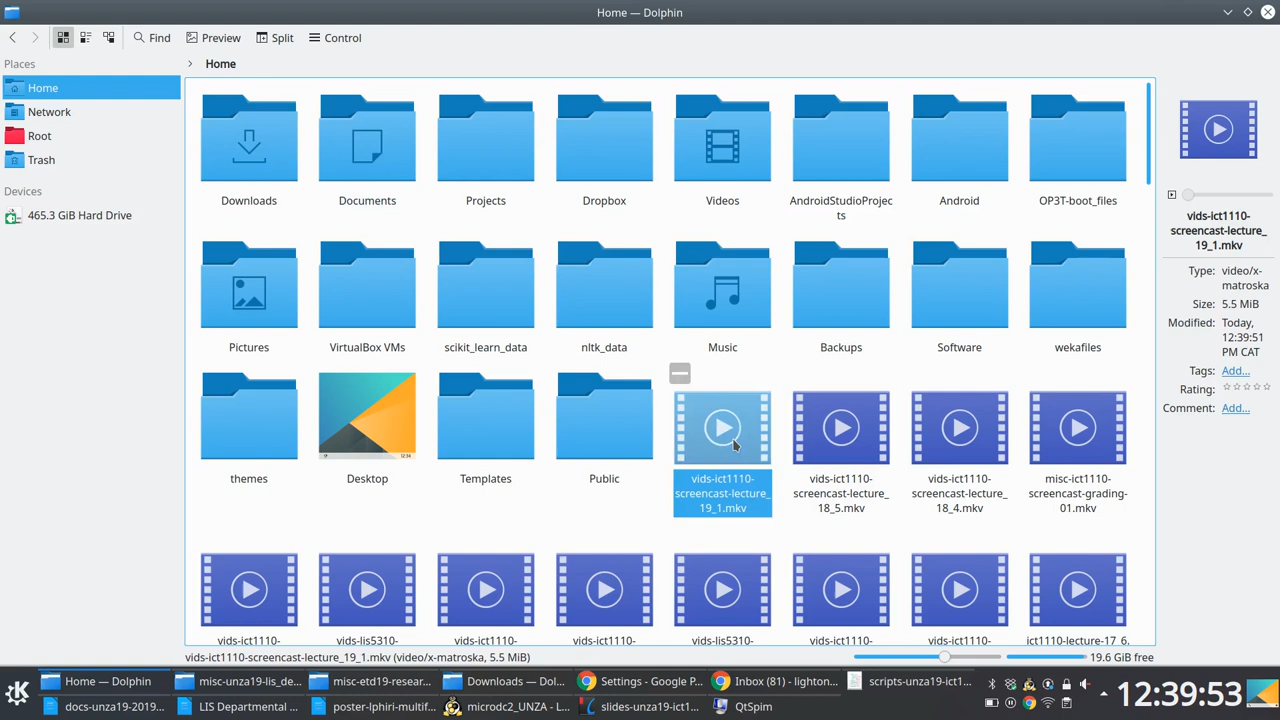 Home — Dolphin
Find
Preview
Split
Control
Places
Home
Home
Network
Root
Trash
Devices
465.3 GiB Hard Drive
Downloads
Documents
Projects
Dropbox
Videos
AndroidStudioProjec
ts
Android
OP3T-boot_files
Pictures
VirtualBox VMs
scikit_learn_data
nltk_data
Music
Backups
Software
wekafiles
themes
Desktop
Templates
Public
vids-ict1110-
screencast-lecture_
19_1.mkv
vids-ict1110-
screencast-lecture_
18_5.mkv
vids-ict1110-
screencast-lecture_
18_4.mkv
misc-ict1110-
screencast-grading-
01.mkv
vids-ict1110-
vids-lis5310-
vids-ict1110-
vids-ict1110-
vids-lis5310-
vids-ict1110-
vids-ict1110-
ict1110-lecture-17_6.
vids-ict1110-
screencast-lecture_
19_1.mkv
Type: video/x-
matroska
Size: 5.5 MiB
Modified: Today,
12:39:51
PM CAT
Tags: Add...
Rating:
Comment: Add...
vids-ict1110-screencast-lecture_19_1.mkv (video/x-matroska, 5.5 MiB)
19.6 GiB free
Home — Dolphin
misc-unza19-lis_de...
misc-etd19-resear...
Downloads — Dol...
Settings - Google P...
Inbox (81) - lighton...
scripts-unza19-ict1...
docs-unza19-2019...
LIS Departmental ...
poster-lphiri-multif...
microdc2_UNZA - L...
slides-unza19-ict1...
QtSpim
12:39:53